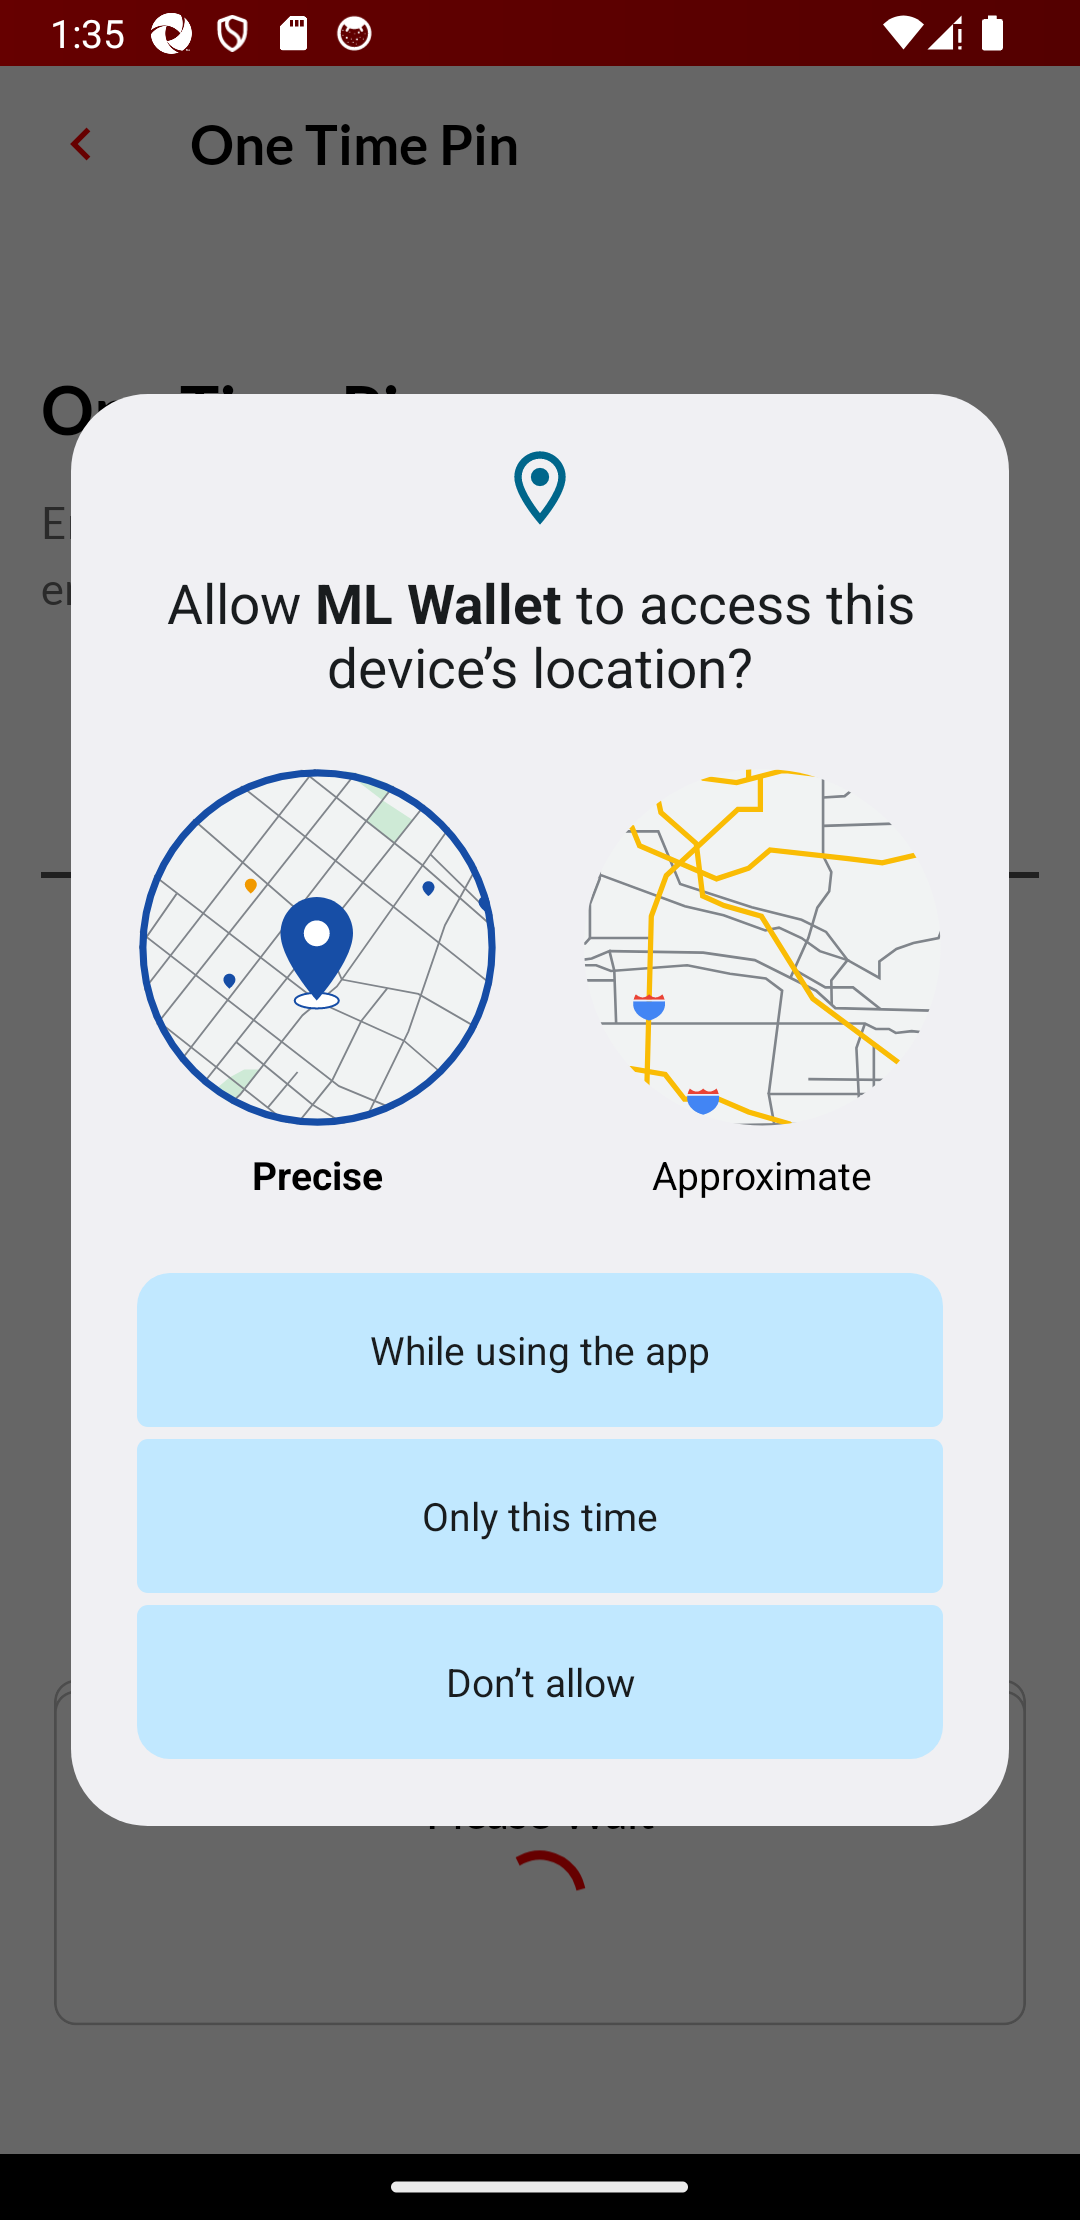 1:35
One Time Pin
Allow ML Wallet to access this
device’s location?
Precise
Approximate
While using the app
Only this time
Don’t allow